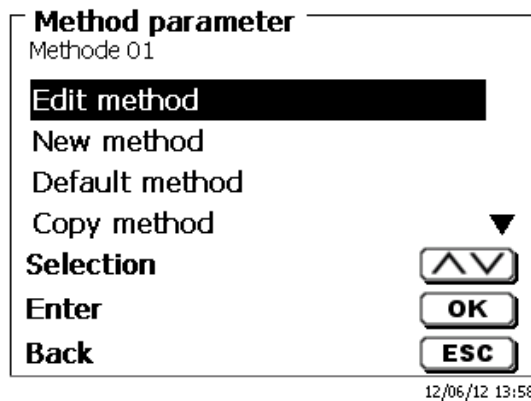 Method parameter
Methode 01
Edit method
New method
Default method
Copy method
Selection
Enter OK
Back ESC
12/06/12 13:58